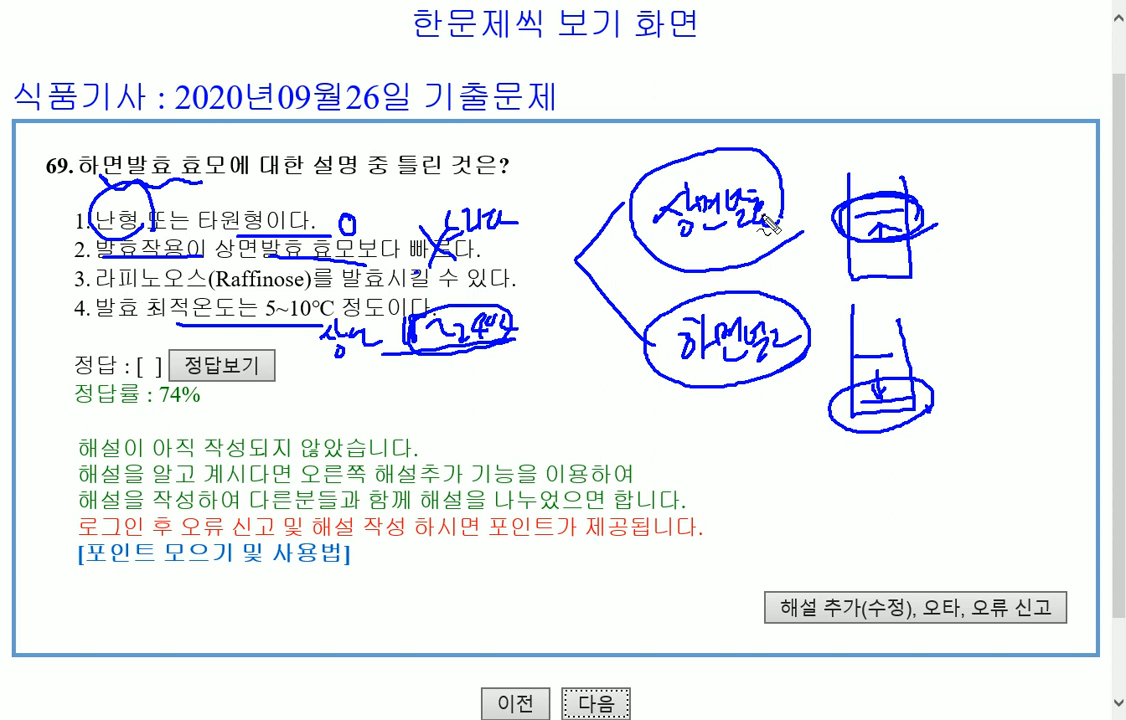 한문제씩 보기 화면
식품기사 : 2020년09월26일 기출문제
69. 하면발효 효모에 대한 설명 중 틀린 것은?
1. 난형 또는 타원형이다.
2. 발효작용이 상면발효 효모보다 빠르다.
느리다
3. 라피노오스(Raffinose)를 발효시킬 수 있다.
4. 발효 최적온도는 5~10℃ 정도이다.
상면발효
하면발효
정답 : [ ] 정답보기
정답률 : 74%
해설이 아직 작성되지 않았습니다.
해설을 알고 계시다면 오른쪽 해설추가 기능을 이용하여
해설을 작성하여 다른분들과 함께 해설을 나누었으면 합니다.
로그인 후 오류 신고 및 해설 작성 하시면 포인트가 제공됩니다.
[포인트 모으기 및 사용법]
해설 추가(수정), 오타, 오류 신고
이전 다음